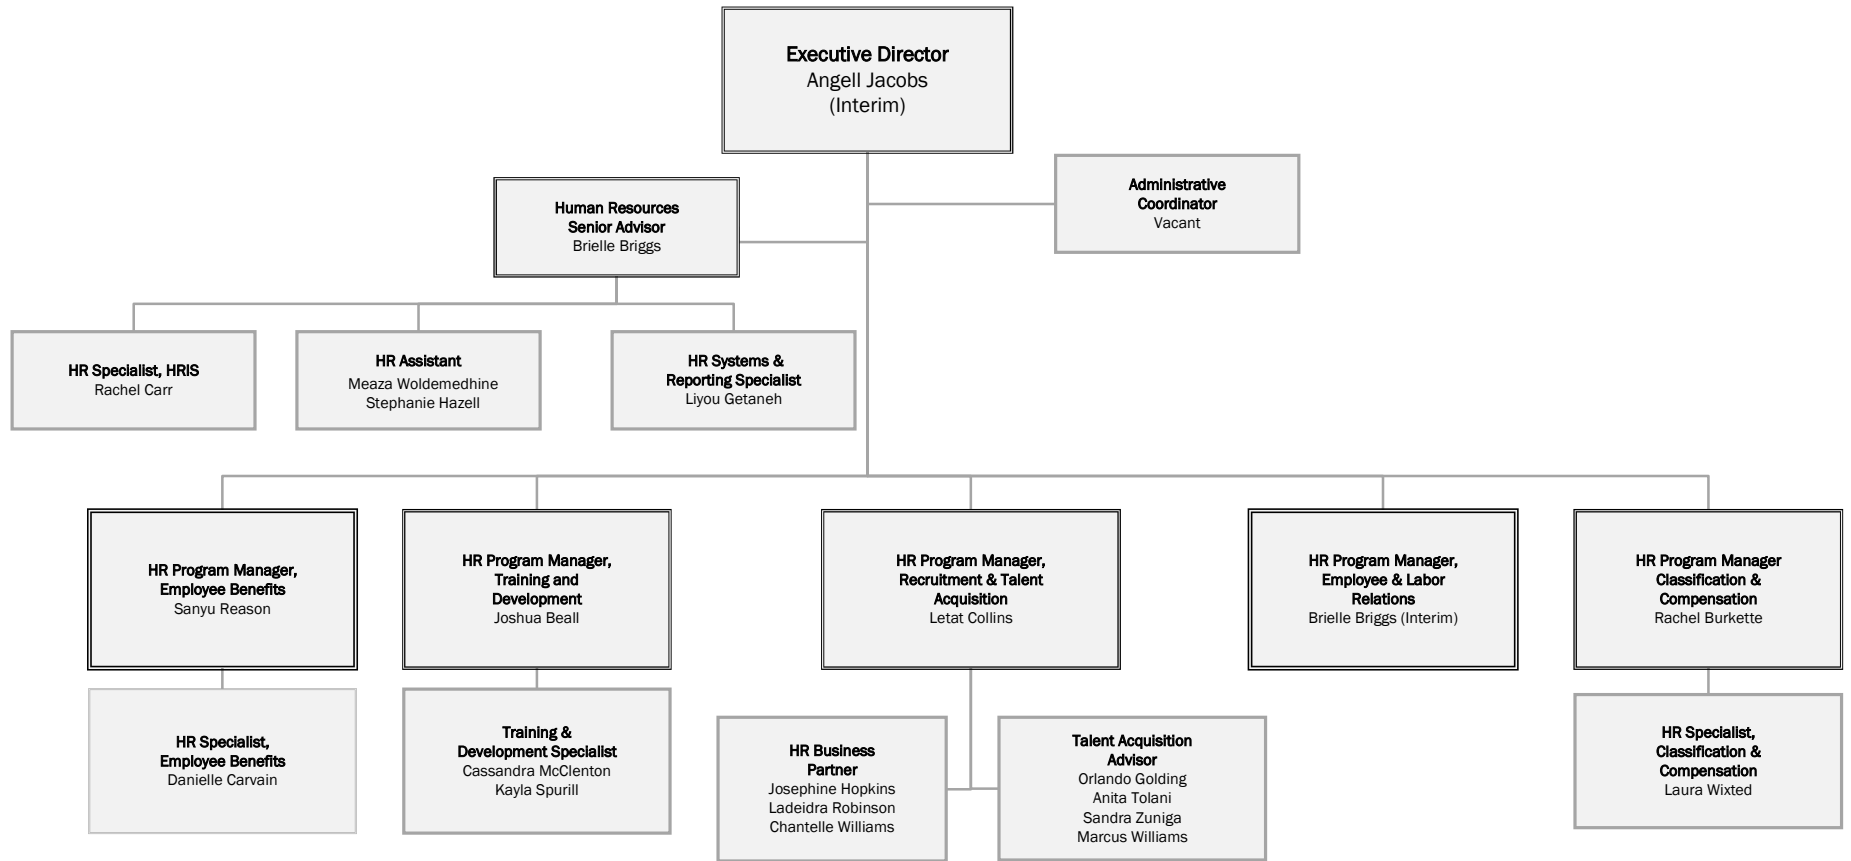 Executive Director
Angell Jacobs
(Interim)
Administrative
Coordinator
Vacant
Human Resources
Senior Advisor
Brielle Briggs
HR Specialist, HRIS
Rachel Carr
HR Assistant
Meaza Woldemedhine
Stephanie Hazell
HR Systems &
Reporting Specialist
Liyou Getaneh
HR Program Manager,
Employee Benefits
Sanyu Reason
HR Program Manager,
Training and
Development
Joshua Beall
HR Program Manager,
Recruitment & Talent
Acquisition
Letat Collins
HR Program Manager,
Employee & Labor
Relations
Brielle Briggs (Interim)
HR Program Manager
Classification &
Compensation
Rachel Burkette
HR Specialist,
Employee Benefits
Danielle Carvain
Training &
Development Specialist
Cassandra McClenton
Kayla Spurill
HR Business
Partner
Josephine Hopkins
Ladeidra Robinson
Chantelle Williams
Talent Acquisition
Advisor
Orlando Golding
Anita Tolani
Sandra Zuniga
Marcus Williams
HR Specialist,
Classification &
Compensation
Laura Wixted